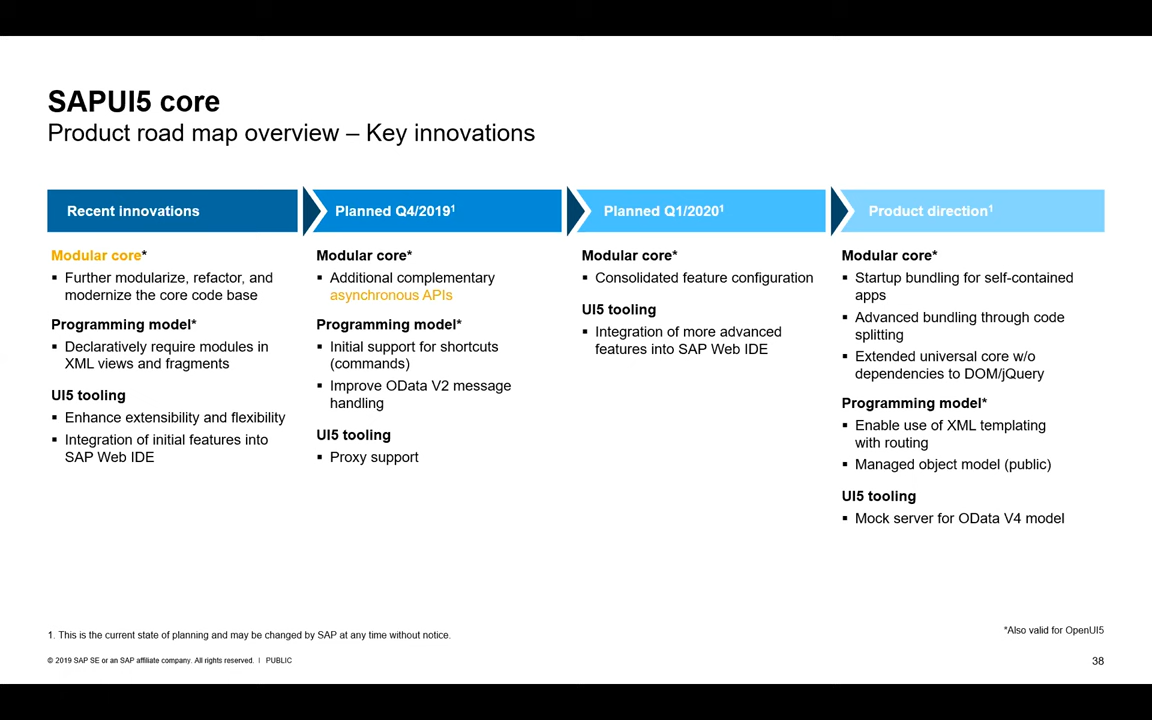 SAPUI5 core
Product road map overview – Key innovations
Recent innovations
Modular core*
▪ Further modularize, refactor, and
modernize the core code base
Programming model*
▪ Declaratively require modules in
XML views and fragments
UI5 tooling
▪ Enhance extensibility and flexibility
▪ Integration of initial features into
SAP Web IDE
Planned Q4/2019¹
Modular core*
▪ Additional complementary
asynchronous APIs
Programming model*
▪ Initial support for shortcuts
(commands)
▪ Improve OData V2 message
handling
UI5 tooling
▪ Proxy support
Planned Q1/2020¹
Modular core*
▪ Consolidated feature configuration
UI5 tooling
▪ Integration of more advanced
features into SAP Web IDE
Product direction¹
Modular core*
▪ Startup bundling for self-contained
apps
▪ Advanced bundling through code
splitting
▪ Extended universal core w/o
dependencies to DOM/jQuery
Programming model*
▪ Enable use of XML templating
with routing
▪ Managed object model (public)
UI5 tooling
▪ Mock server for OData V4 model
1. This is the current state of planning and may be changed by SAP at any time without notice.
*Also valid for OpenUI5
© 2019 SAP SE or an SAP affiliate company. All rights reserved. | PUBLIC
38